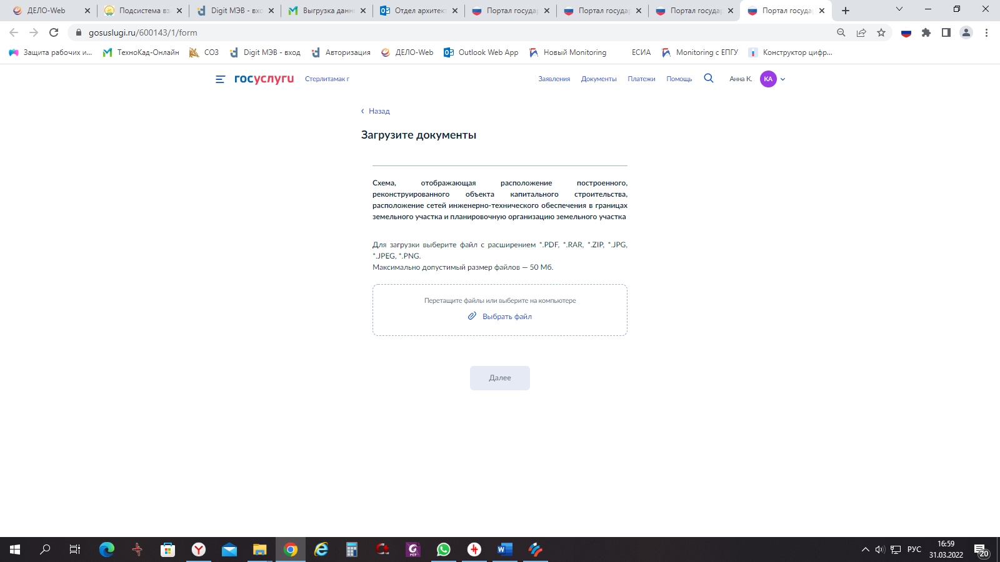 ДЕЛО-Web
Подсистема вз
Digit МЭВ - вхо
Выгрузка данн
Отдел архитект
Портал государ
Портал государ
Портал государ
Портал государ
gosuslugi.ru/600143/1/form
Защита рабочих и...
ТехноКад-Онлайн
СОЗ
Digit МЭВ - вход
Авторизация
ДЕЛО-Web
Outlook Web App
Новый Monitoring
ЕСИА
Monitoring с ЕПГУ
Конструктор цифр...
госуслуги
Стерлитамак г
Заявления
Документы
Платежи
Помощь
Анна К.
КА
Назад
Загрузите документы
Схема, отображающая расположение построенного,
реконструированного объекта капитального строительства,
расположение сетей инженерно-технического обеспечения в границах
земельного участка и планировочную организацию земельного участка
Для загрузки выберите файл с расширением *.PDF, *.RAR, *.ZIP, *.JPG,
*.JPEG, *.PNG.
Максимально допустимый размер файлов — 50 Мб.
Перетащите файлы или выберите на компьютере
Выбрать файл
Далее
РУС
16:59
31.03.2022
20